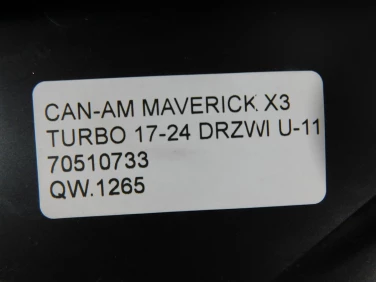 CAN-AM MAVERICK X3
TURBO 17-24 DRZWI U-11
70510733
QW.1265